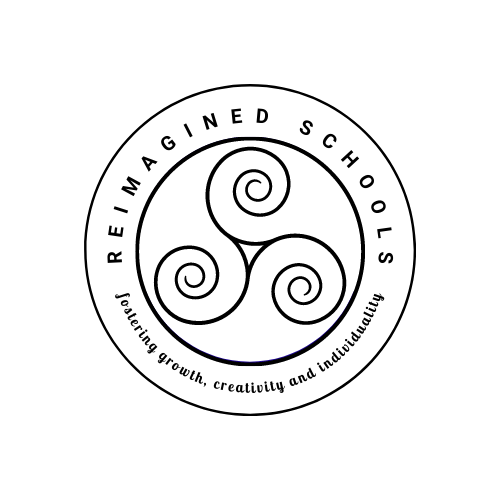 REIMAGINED SCHOOLS
fostering growth, creativity and individuality